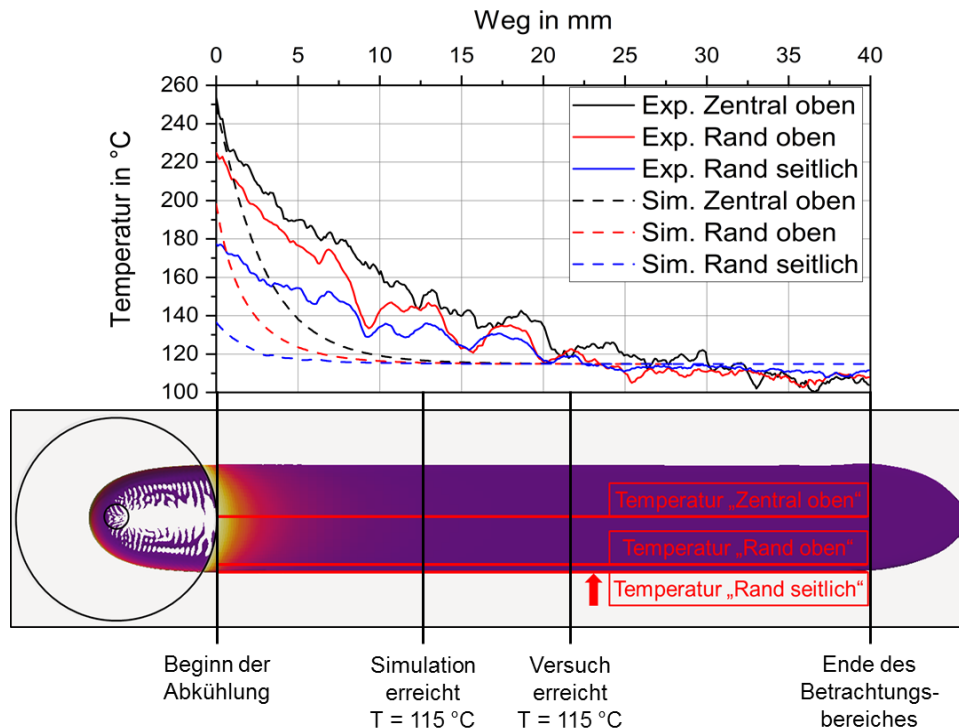 Weg in mm
0 5 10 15 20 25 30 35 40
260
240
220
200
180
160
140
120
100
Temperatur in °C
Exp. Zentral oben
Exp. Rand oben
Exp. Rand seitlich
Sim. Zentral oben
Sim. Rand oben
Sim. Rand seitlich
Temperatur „Zentral oben“
Temperatur „Rand oben“
Temperatur „Rand seitlich“
Beginn der
Abkühlung
Simulation
erreicht
T = 115 °C
Versuch
erreicht
T = 115 °C
Ende des
Betrachtungs-
bereiches